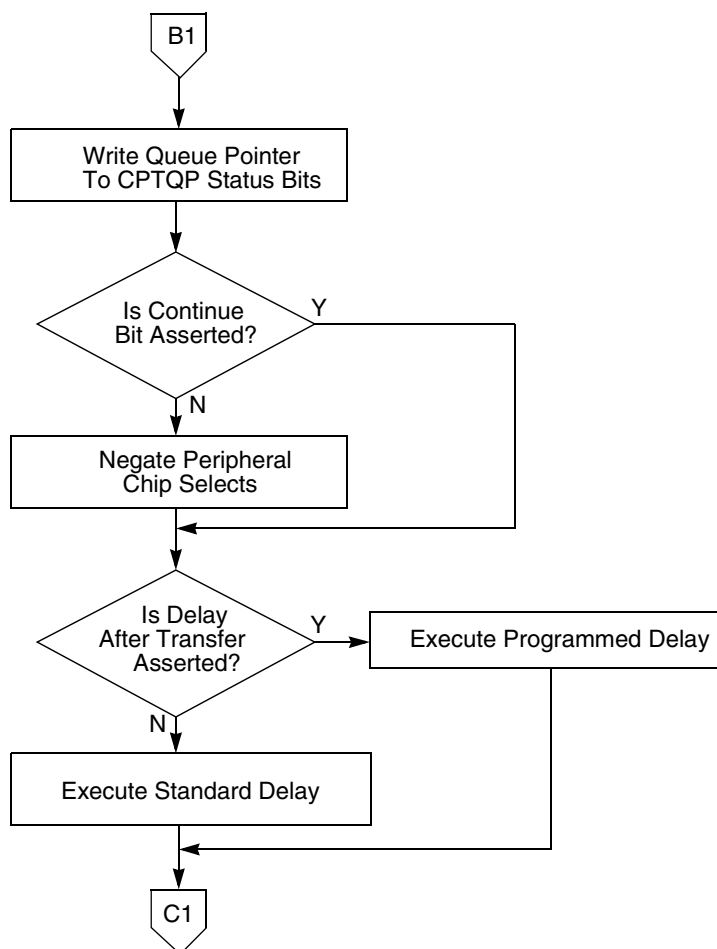 B1
Write Queue Pointer
To CPTQP Status Bits
Is Continue
Bit Asserted?
Y
N
Negate Peripheral
Chip Selects
Is Delay
After Transfer
Asserted?
Y
Execute Programmed Delay
N
Execute Standard Delay
C1